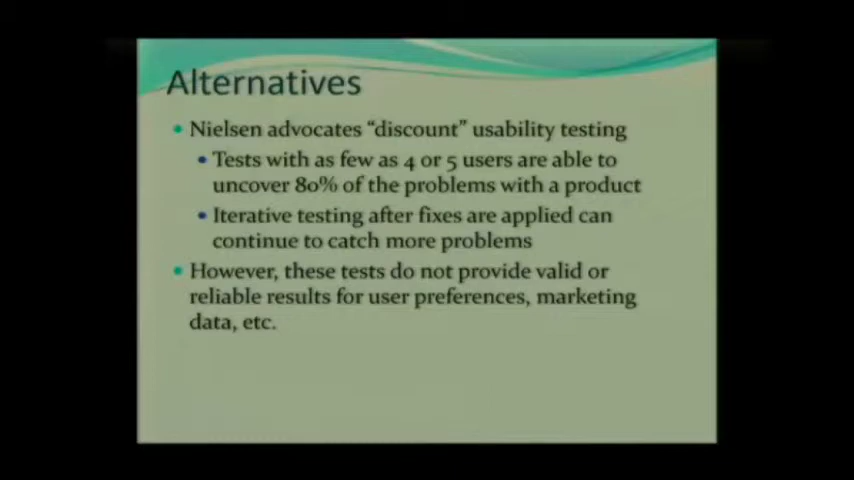 Alternatives
Nielsen advocates “discount” usability testing
Tests with as few as 4 or 5 users are able to
uncover 80% of the problems with a product
Iterative testing after fixes are applied can
continue to catch more problems
However, these tests do not provide valid or
reliable results for user preferences, marketing
data, etc.